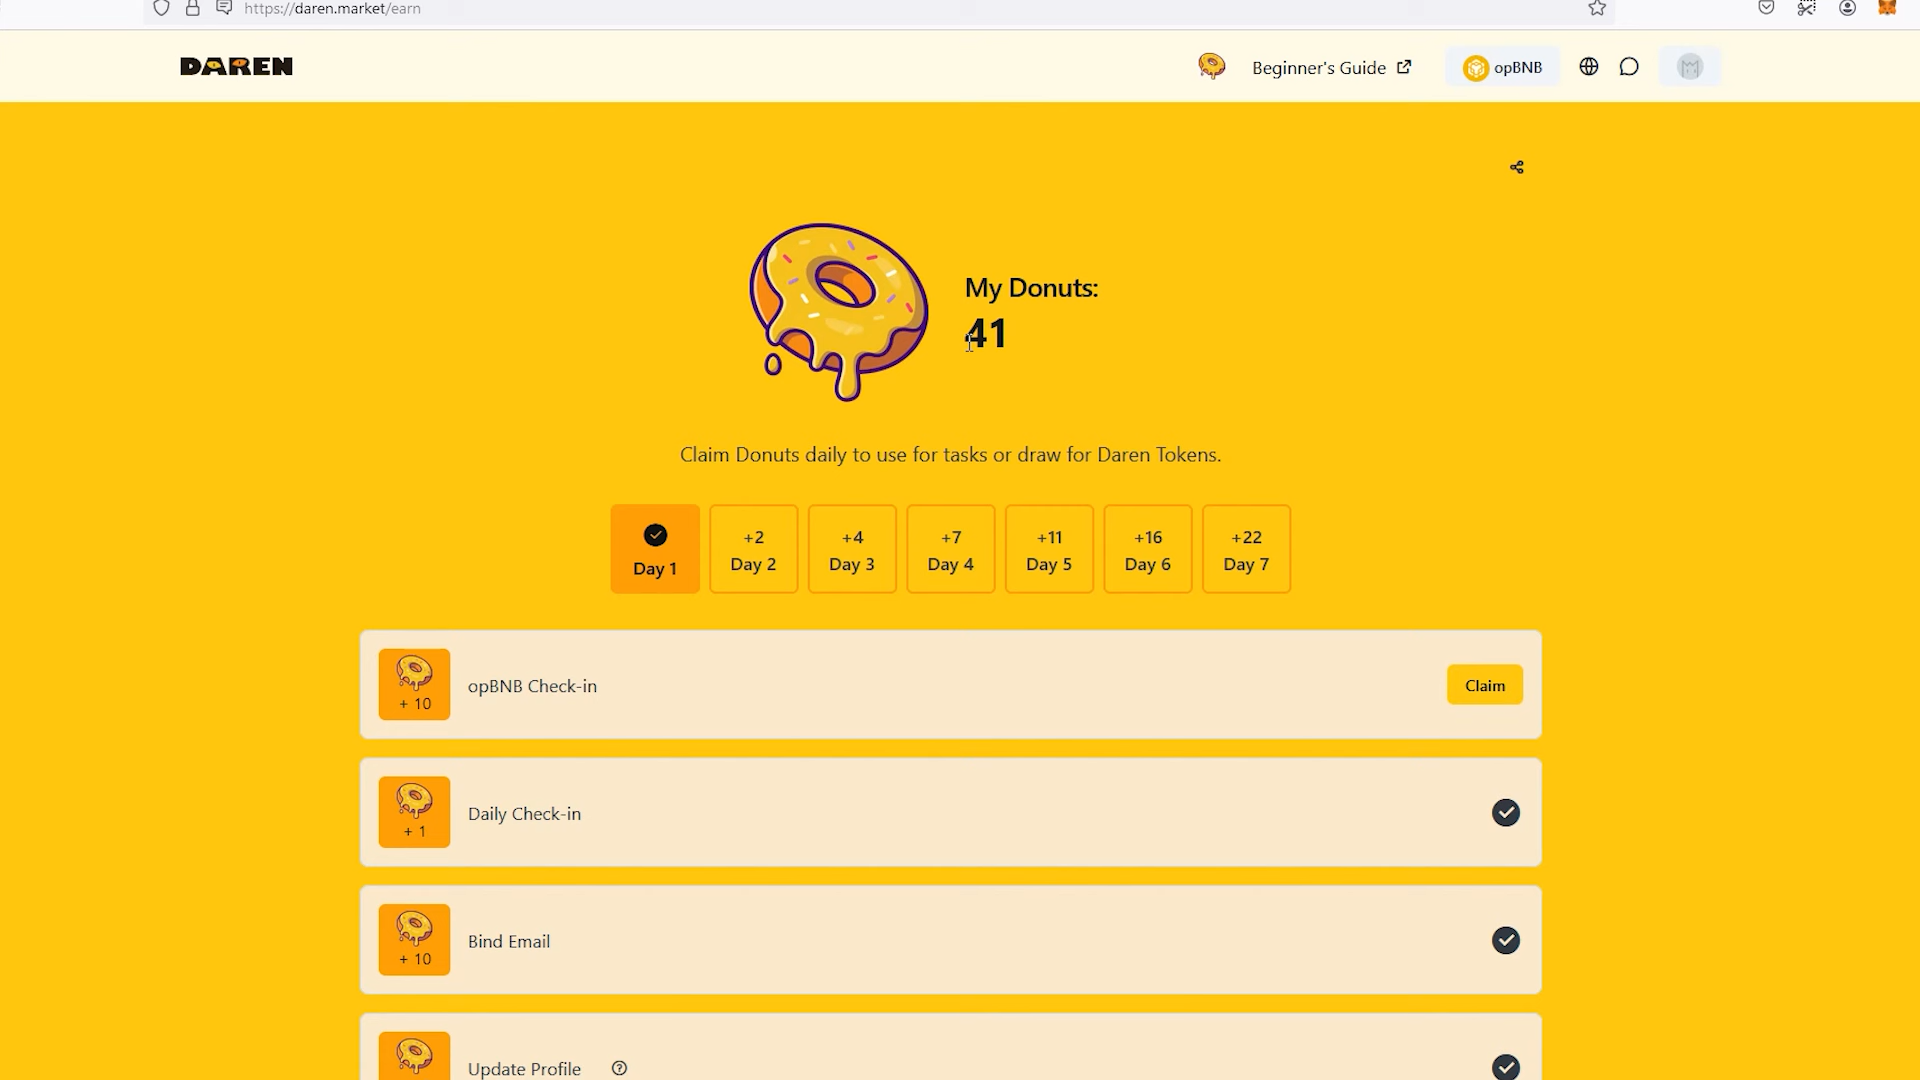 https://daren.market/earn
DAREN
Beginner's Guide
opBNB
My Donuts:
41
Claim Donuts daily to use for tasks or draw for Daren Tokens.
Day 1
+2
Day 2
+4
Day 3
+7
Day 4
+11
Day 5
+16
Day 6
+22
Day 7
+ 10
opBNB Check-in
Claim
+ 1
Daily Check-in
+ 10
Bind Email
Update Profile